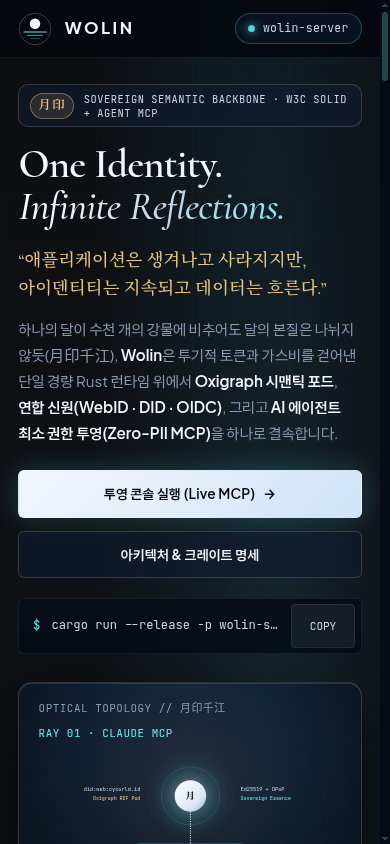 WOLIN
wolin-server
月印
SOVEREIGN SEMANTIC BACKBONE · W3C SOLID
+ AGENT MCP
One Identity.
Infinite Reflections.
“애플리케이션은 생겨나고 사라지지만,
아이덴티티는 지속되고 데이터는 흐른다.”
하나의 달이 수천 개의 강물에 비추어도 달의 본질은 나뉘지
않듯(月印千江), Wolin은 투기적 토큰과 가스비를 걷어낸
단일 경량 Rust 런타임 위에서 Oxigraph 시맨틱 포드,
연합 신원(WebID · DID · OIDC), 그리고 AI 에이전트
최소 권한 투영(Zero-PII MCP)을 하나로 결속합니다.
투영 콘솔 실행 (Live MCP) →
아키텍처 & 크레이트 명세
$ cargo run --release -p wolin-s…
COPY
OPTICAL TOPOLOGY // 月印千江
RAY 01 · CLAUDE MCP
did:web:cycorld.id
Oxigraph RDF Pod
月
Ed25519 + DPoP
Sovereign Essence